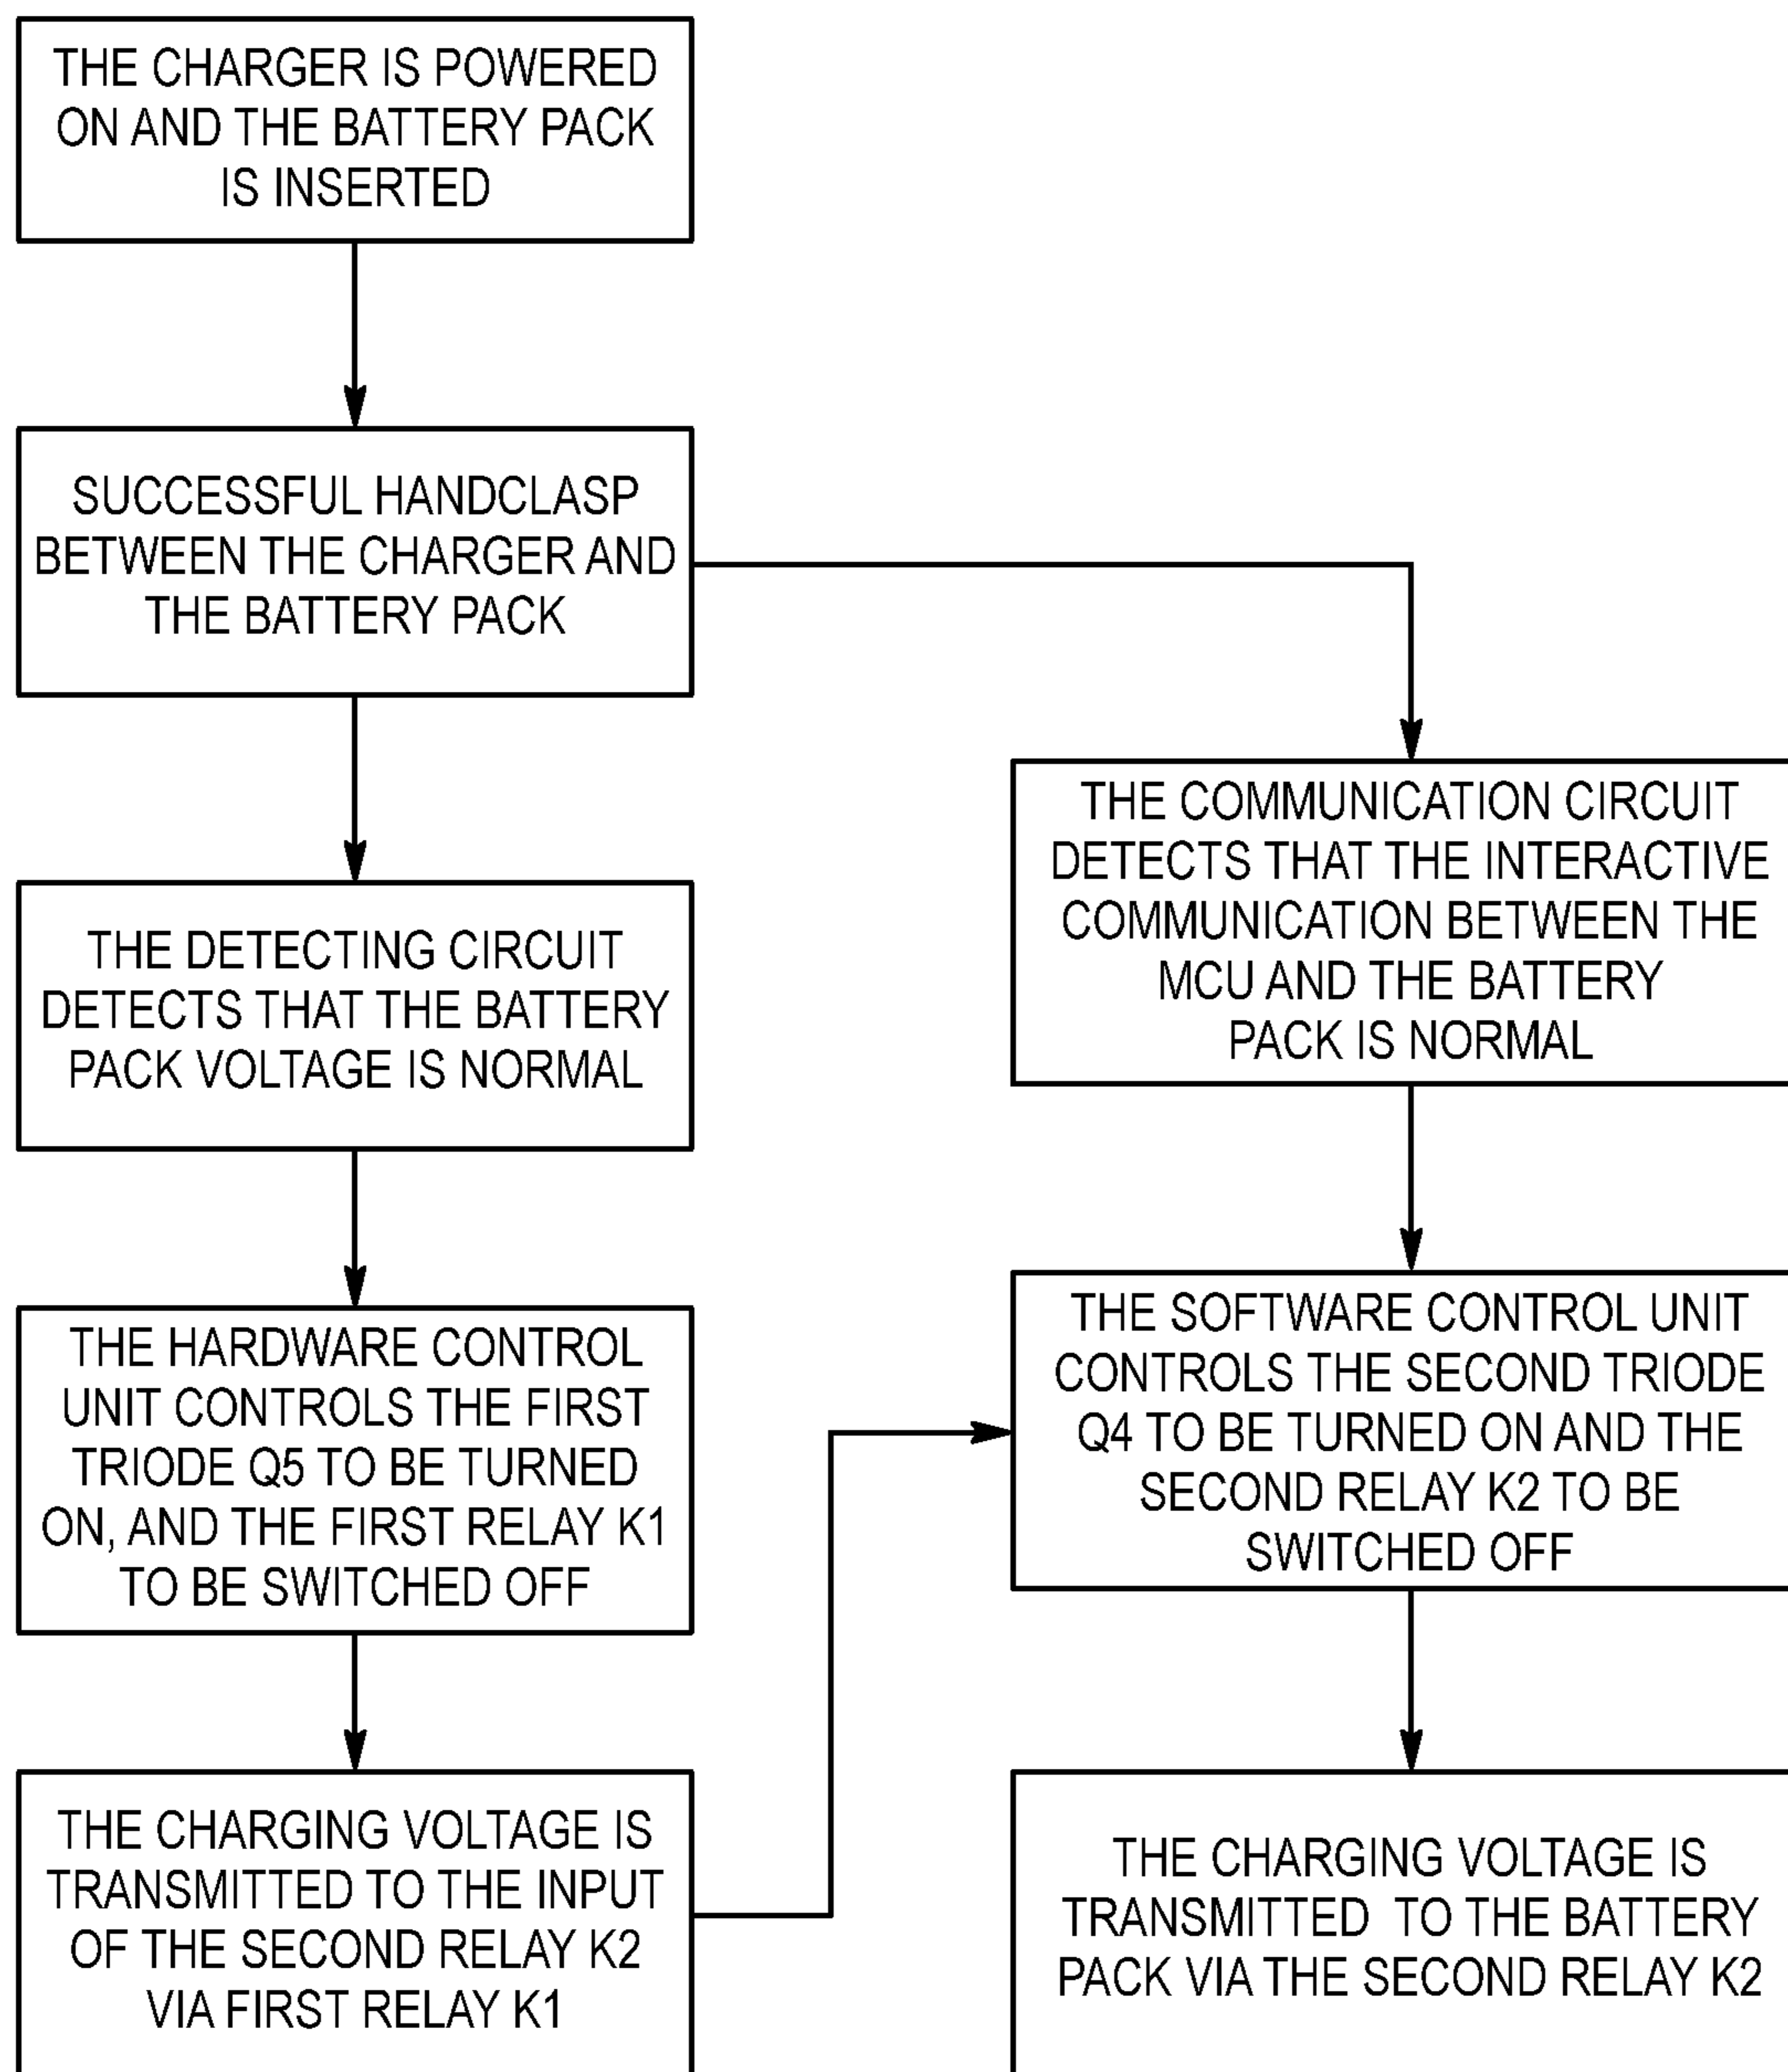 THE CHARGER IS POWERED
ON AND THE BATTERY PACK
IS INSERTED
SUCCESSFUL HANDCLASP
BETWEEN THE CHARGER AND
THE BATTERY PACK
THE DETECTING CIRCUIT
DETECTS THAT THE BATTERY
PACK VOLTAGE IS NORMAL
THE HARDWARE CONTROL
UNIT CONTROLS THE FIRST
TRIODE Q5 TO BE TURNED
ON, AND THE FIRST RELAY K1
TO BE SWITCHED OFF
THE CHARGING VOLTAGE IS
TRANSMITTED TO THE INPUT
OF THE SECOND RELAY K2
VIA FIRST RELAY K1
THE COMMUNICATION CIRCUIT
DETECTS THAT THE INTERACTIVE
COMMUNICATION BETWEEN THE
MCU AND THE BATTERY
PACK IS NORMAL
THE SOFTWARE CONTROL UNIT
CONTROLS THE SECOND TRIODE
Q4 TO BE TURNED ON AND THE
SECOND RELAY K2 TO BE
SWITCHED OFF
THE CHARGING VOLTAGE IS
TRANSMITTED TO THE BATTERY
PACK VIA THE SECOND RELAY K2